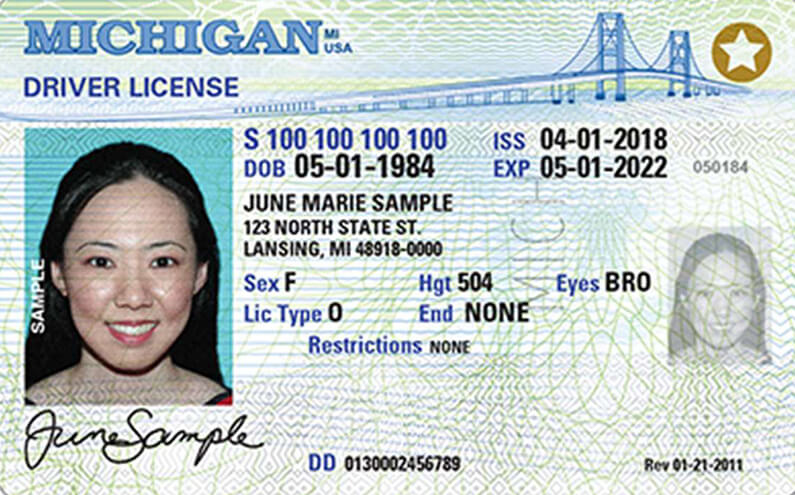 MICHIGAN MI USA
DRIVER LICENSE
S 100 100 100 100 ISS 04-01-2018
DOB 05-01-1984 EXP 05-01-2022 050184
JUNE MARIE SAMPLE
123 NORTH STATE ST.
LANSING, MI 48918-0000
Sex F Hgt 504 Eyes BRO
Lic Type O End NONE
Restrictions NONE
SAMPLE
MICH
June Sample
DD 0130002456789 Rev 01-21-2011